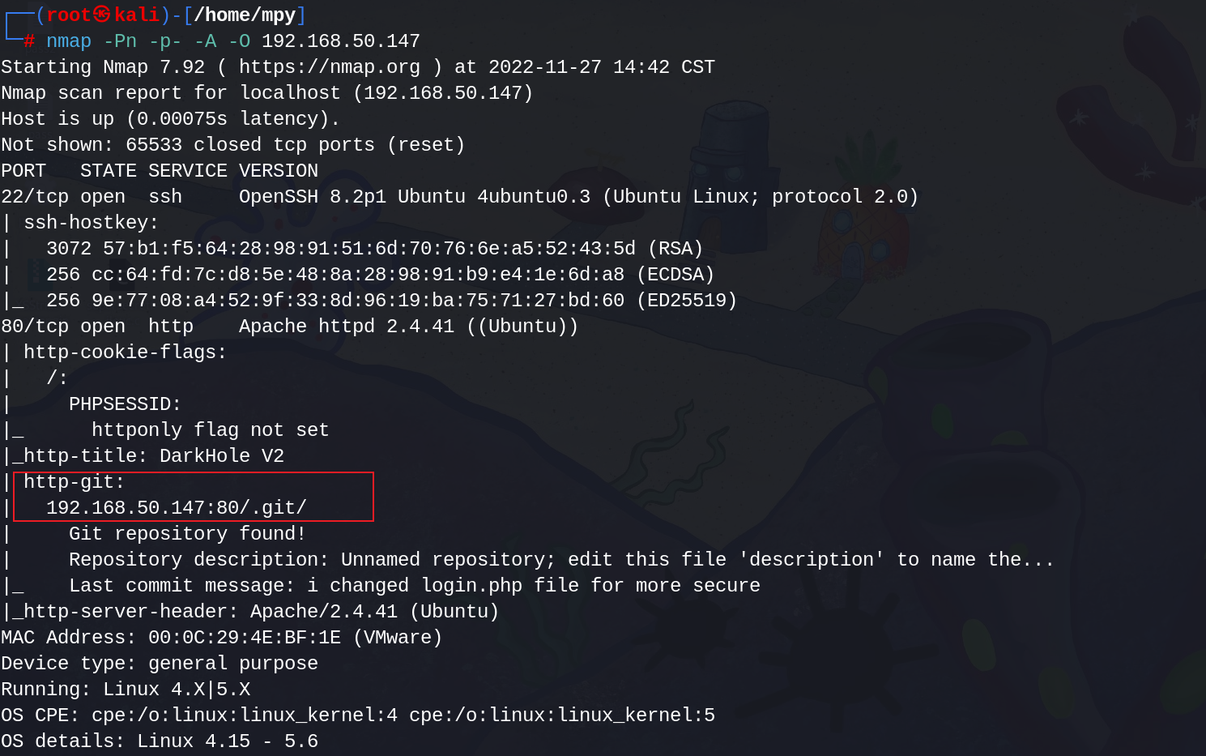 ┌──(root㉿kali)-[/home/mpy]
└─# nmap -Pn -p- -A -O 192.168.50.147
Starting Nmap 7.92 ( https://nmap.org ) at 2022-11-27 14:42 CST
Nmap scan report for localhost (192.168.50.147)
Host is up (0.00075s latency).
Not shown: 65533 closed tcp ports (reset)
PORT   STATE SERVICE VERSION
22/tcp open  ssh     OpenSSH 8.2p1 Ubuntu 4ubuntu0.3 (Ubuntu Linux; protocol 2.0)
| ssh-hostkey:
|   3072 57:b1:f5:64:28:98:91:51:6d:70:76:6e:a5:52:43:5d (RSA)
|   256 cc:64:fd:7c:d8:5e:48:8a:28:98:91:b9:e4:1e:6d:a8 (ECDSA)
|_  256 9e:77:08:a4:52:9f:33:8d:96:19:ba:75:71:27:bd:60 (ED25519)
80/tcp open  http    Apache httpd 2.4.41 ((Ubuntu))
| http-cookie-flags:
|   /:
|     PHPSESSID:
|_      httponly flag not set
|_http-title: DarkHole V2
| http-git:
|   192.168.50.147:80/.git/
|     Git repository found!
|     Repository description: Unnamed repository; edit this file 'description' to name the...
|_    Last commit message: i changed login.php file for more secure
|_http-server-header: Apache/2.4.41 (Ubuntu)
MAC Address: 00:0C:29:4E:BF:1E (VMware)
Device type: general purpose
Running: Linux 4.X|5.X
OS CPE: cpe:/o:linux:linux_kernel:4 cpe:/o:linux:linux_kernel:5
OS details: Linux 4.15 - 5.6